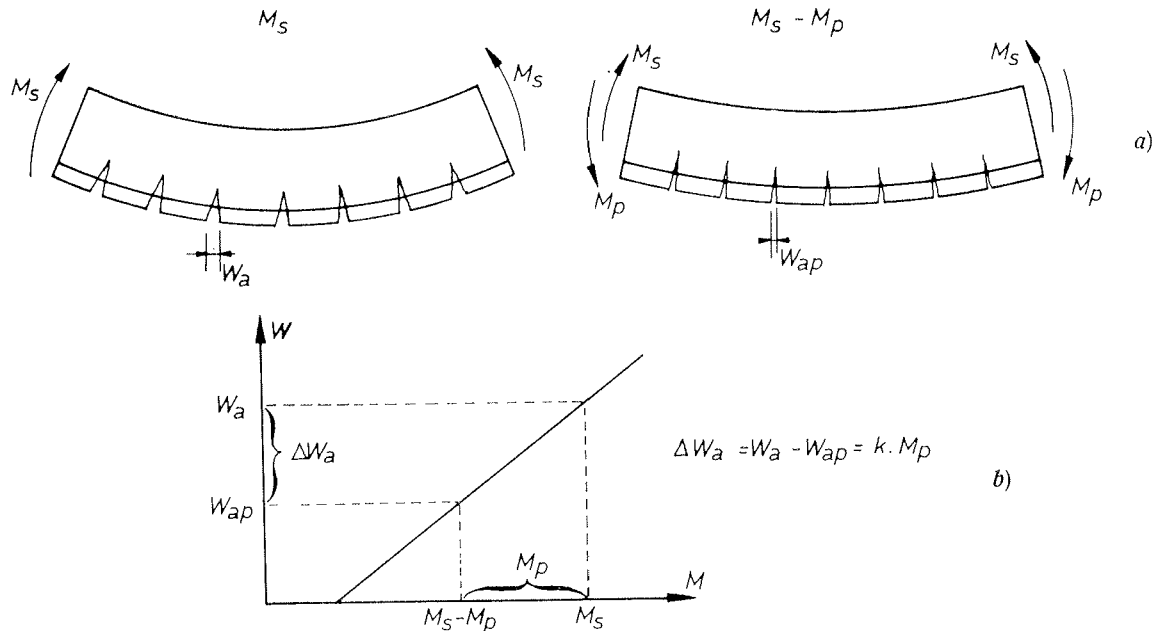 M_s
M_s
M_s
W_a
M_s - M_p
M_s
M_s
M_p
M_p
W_ap
a)
W
W_a
ΔW_a
W_ap
M_p
M
M_s-M_p
M_s
ΔW_a = W_a - W_ap = k. M_p
b)